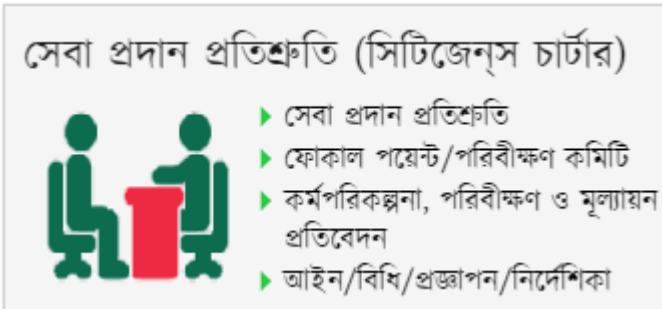 সেবা প্রদান প্রতিশ্রুতি (সিটিজেন্‌স চার্টার)
সেবা প্রদান প্রতিশ্রুতি
ফোকাল পয়েন্ট/পরিবীক্ষণ কমিটি
কর্মপরিকল্পনা, পরিবীক্ষণ ও মূল্যায়ন
প্রতিবেদন
আইন/বিধি/প্রজ্ঞাপন/নির্দেশিকা